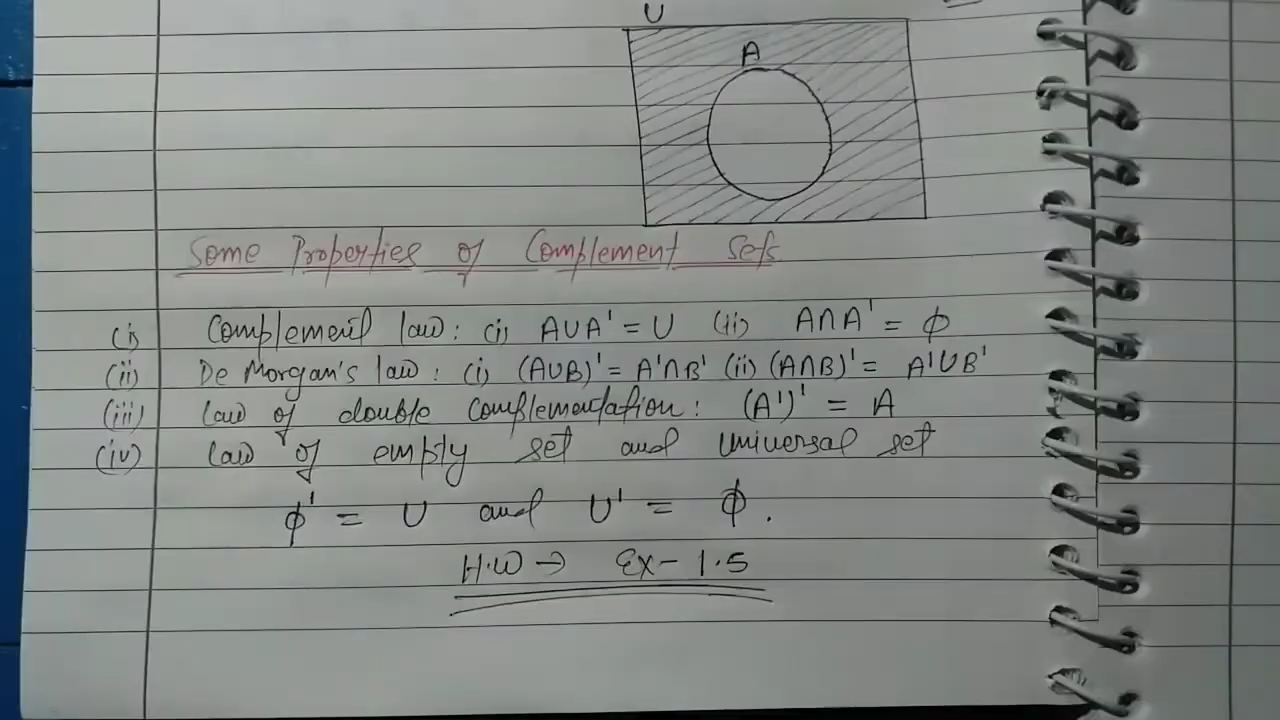 U
A
Some Properties of Complement Sets
(i) Complement law: (i) A∪A' = U (ii) A∩A' = ϕ
(ii) De Morgan's law: (i) (A∪B)' = A'∩B' (ii) (A∩B)' = A'∪B'
(iii) Law of double complementation: (A')' = A
(iv) Law of empty set and universal set
ϕ' = U and U' = ϕ.
H.W → Ex - 1.5